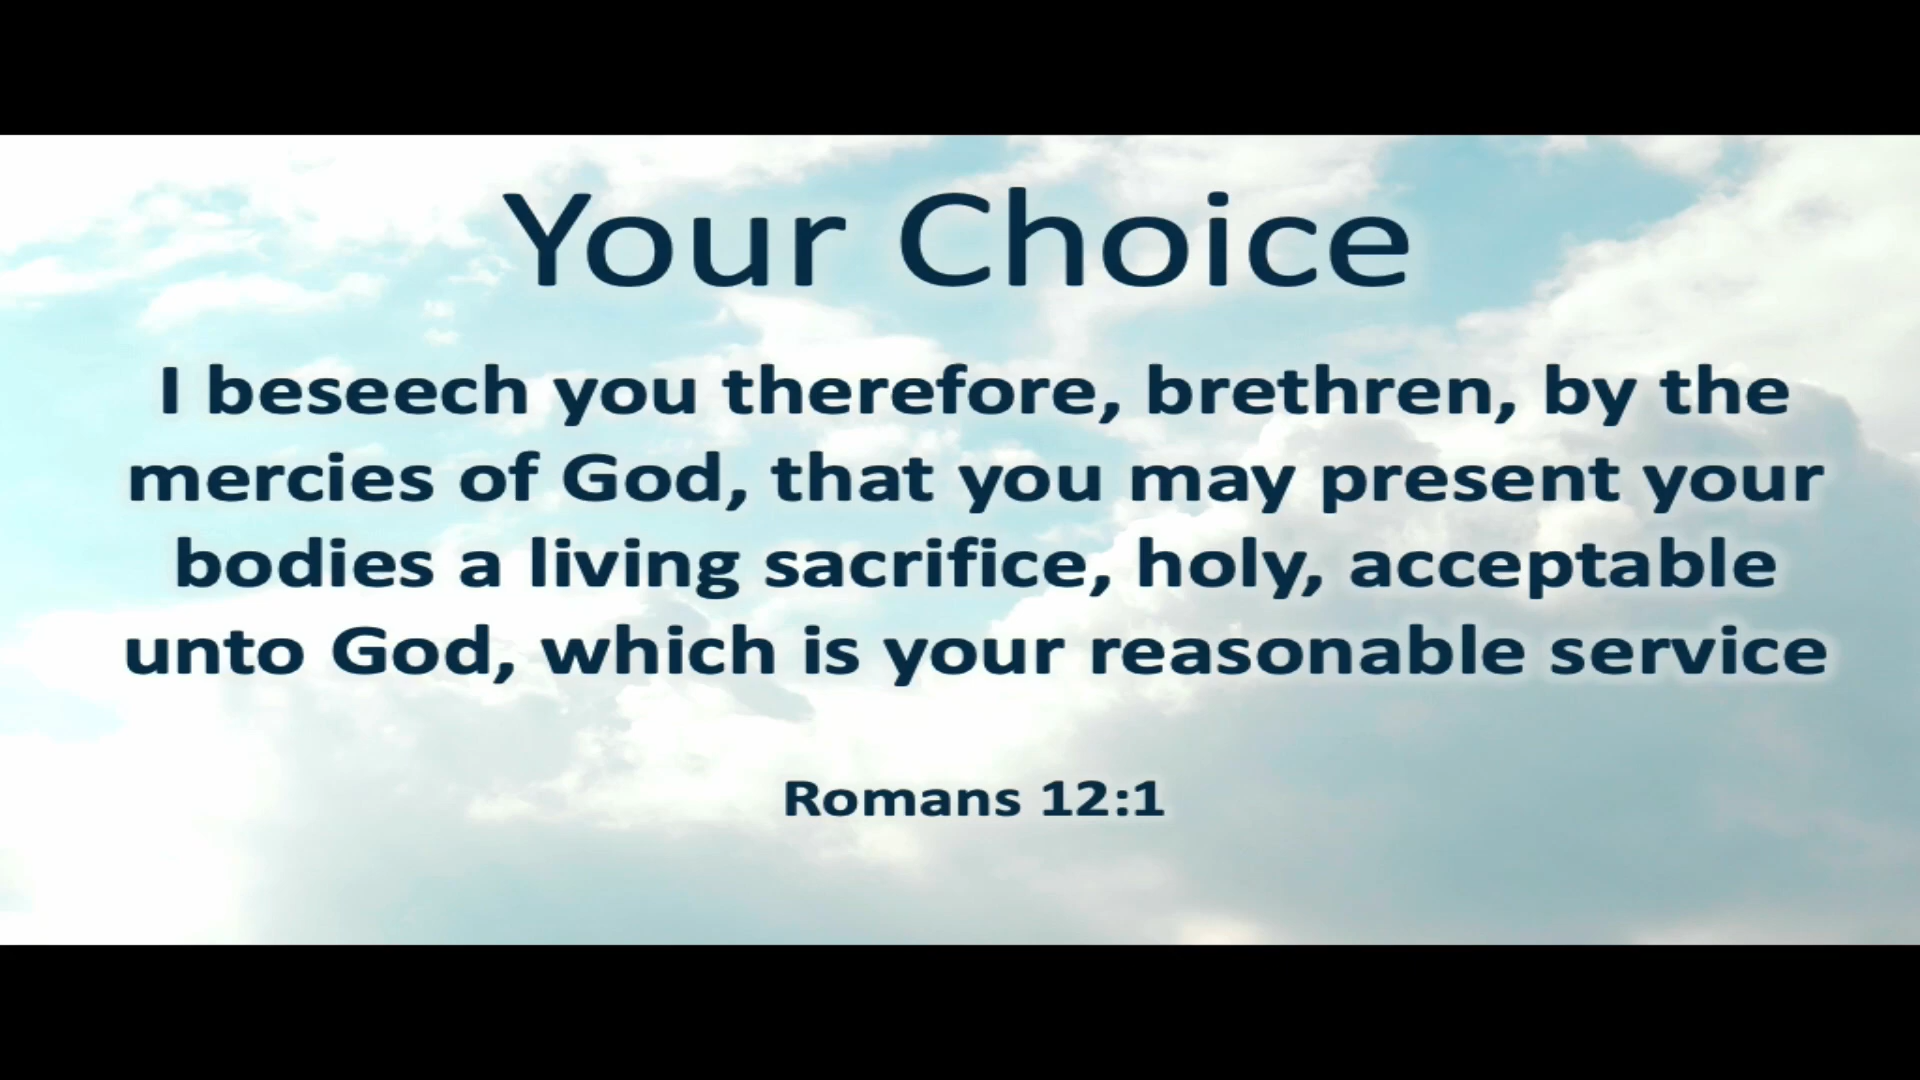 Your Choice
I beseech you therefore, brethren, by the
mercies of God, that you may present your
bodies a living sacrifice, holy, acceptable
unto God, which is your reasonable service
Romans 12:1